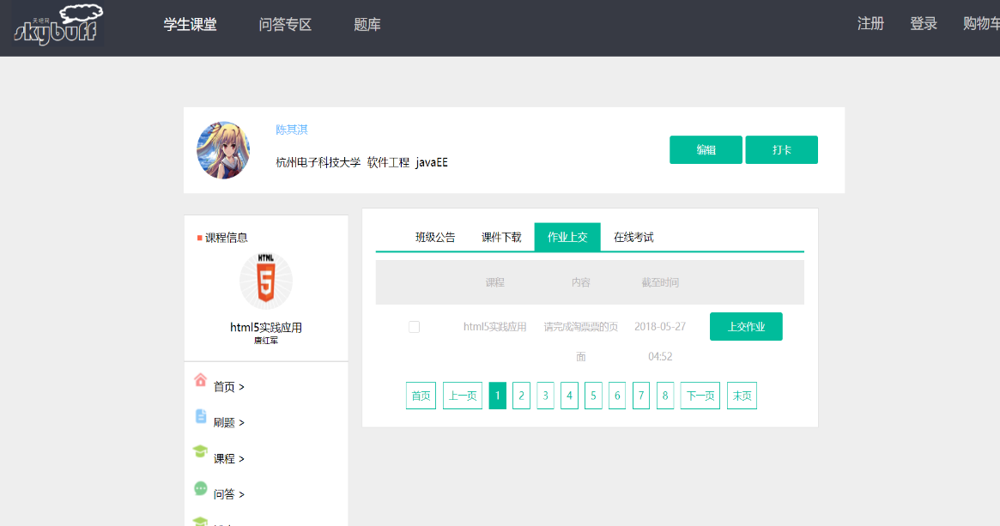 天吧网
skybuff
学生课堂 问答专区 题库 注册 登录 购物车
陈其淇
杭州电子科技大学 软件工程 javaEE
编辑 打卡
课程信息
HTML
5
html5实践应用
唐红军
首页 >
刷题 >
课程 >
问答 >
班级公告 课件下载 作业上交 在线考试
课程 内容 截至时间
html5实践应用 请完成淘票票的页 2018-05-27 上交作业
面 04:52
首页 上一页 1 2 3 4 5 6 7 8 下一页 末页